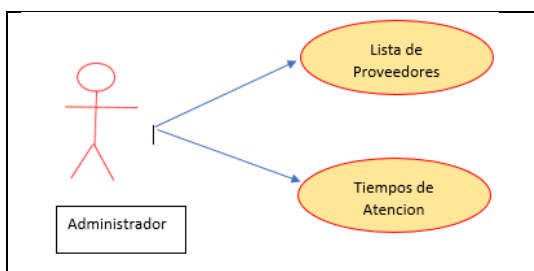 Lista de
Proveedores
Tiempos de
Atencion
Administrador